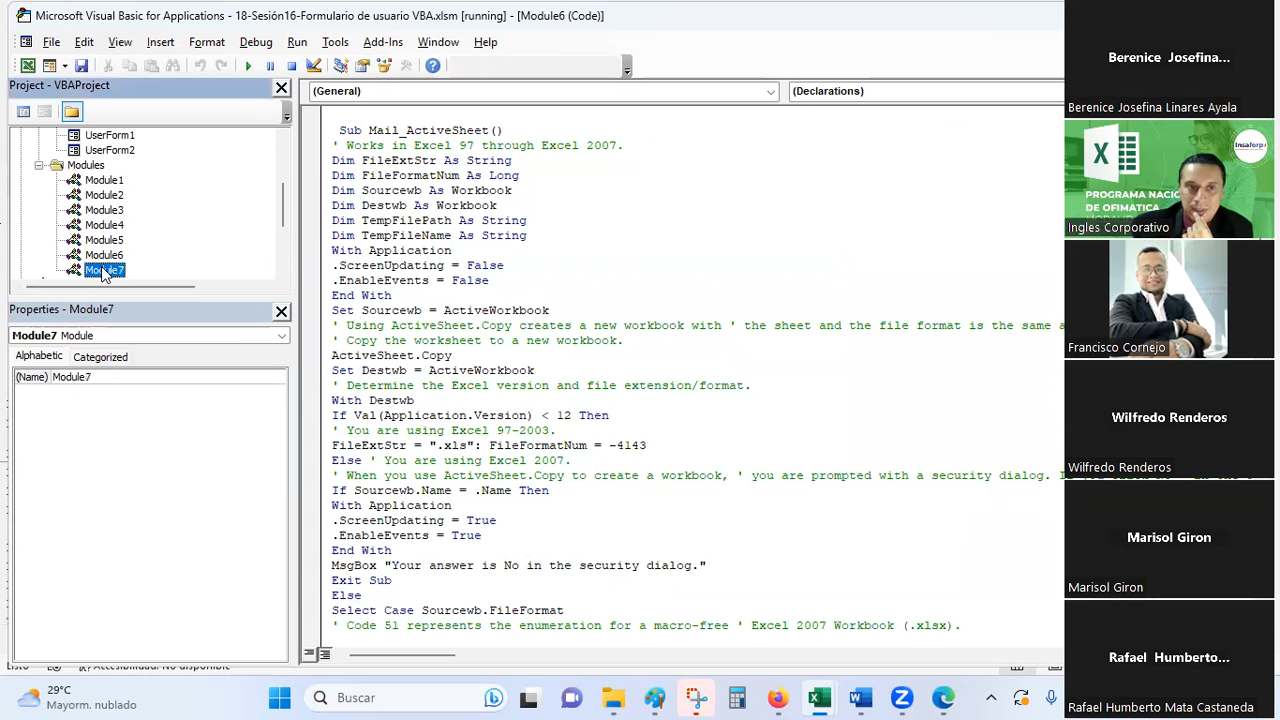 Microsoft Visual Basic for Applications - 18-Sesión16-Formulario de usuario VBA.xlsm [running] - [Module6 (Code)]
File Edit View Insert Format Debug Run Tools Add-Ins Window Help
Project - VBAProject
(General)
(Declarations)
UserForm1
UserForm2
Modules
Module1
Module2
Module3
Module4
Module5
Module6
Module7
Properties - Module7
Module7 Module
Alphabetic Categorized
(Name) Module7
Sub Mail_ActiveSheet()
' Works in Excel 97 through Excel 2007.
Dim FileExtStr As String
Dim FileFormatNum As Long
Dim Sourcewb As Workbook
Dim Destwb As Workbook
Dim TempFilePath As String
Dim TempFileName As String
With Application
.ScreenUpdating = False
.EnableEvents = False
End With
Set Sourcewb = ActiveWorkbook
' Using ActiveSheet.Copy creates a new workbook with ' the sheet and the file format is the same a
' Copy the worksheet to a new workbook.
ActiveSheet.Copy
Set Destwb = ActiveWorkbook
' Determine the Excel version and file extension/format.
With Destwb
If Val(Application.Version) < 12 Then
' You are using Excel 97-2003.
FileExtStr = ".xls": FileFormatNum = -4143
Else ' You are using Excel 2007.
' When you use ActiveSheet.Copy to create a workbook, ' you are prompted with a security dialog.
If Sourcewb.Name = .Name Then
With Application
.ScreenUpdating = True
.EnableEvents = True
End With
MsgBox "Your answer is No in the security dialog."
Exit Sub
Else
Select Case Sourcewb.FileFormat
' Code 51 represents the enumeration for a macro-free ' Excel 2007 Workbook (.xlsx).
Berenice Josefina...
Berenice Josefina Linares Ayala
Insaforp
PROGRAMA NACI
DE OFIMATICA
Ingles Corporativo
Francisco Cornejo
Wilfredo Renderos
Wilfredo Renderos
Marisol Giron
Marisol Giron
Rafael Humberto...
Rafael Humberto Mata Castaneda
29°C
Mayorm. nublado
Buscar